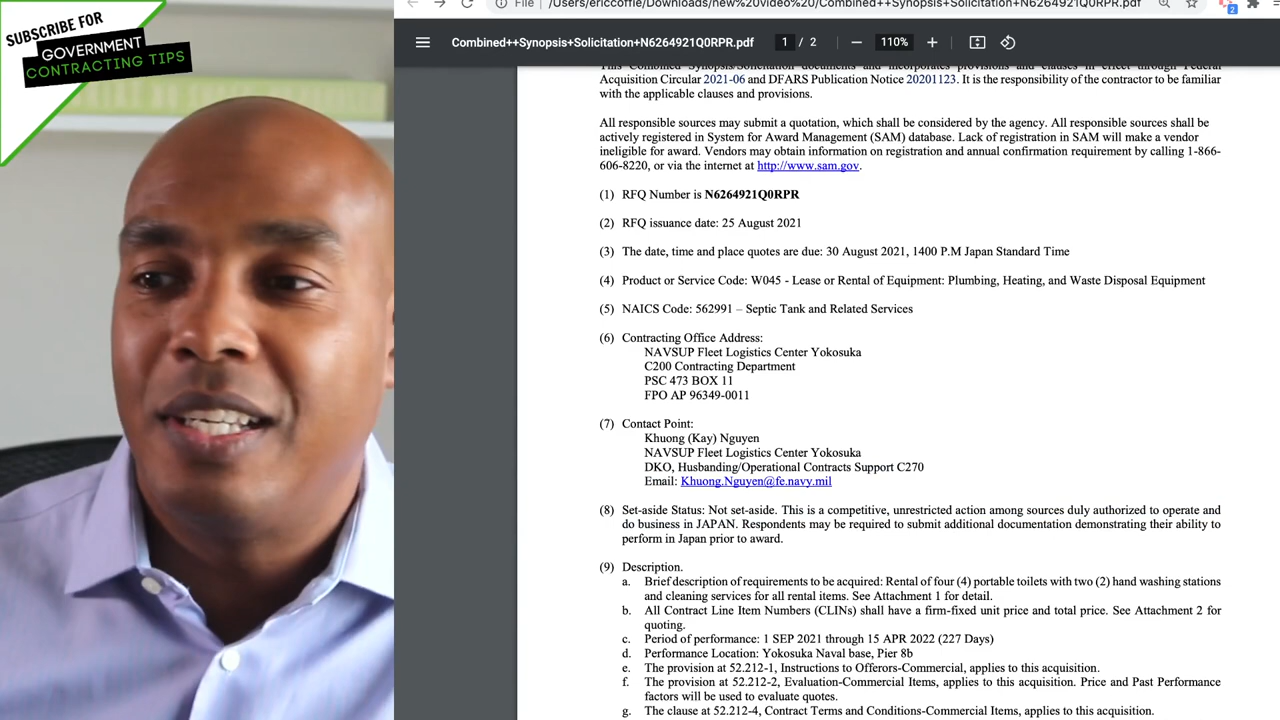 SUBSCRIBE FOR
GOVERNMENT
CONTRACTING TIPS
File
/Users/ericcoffie/Downloads/new%20video%20/Combined++Synopsis+Solicitation+N6264921Q0RPR.pdf
2
Combined++Synopsis+Solicitation+N6264921Q0RPR.pdf
1 / 2
110%
This Combined Synopsis/Solicitation documents and incorporates provisions and clauses in effect through Federal
Acquisition Circular 2021-06 and DFARS Publication Notice 20201123. It is the responsibility of the contractor to be familiar
with the applicable clauses and provisions.
All responsible sources may submit a quotation, which shall be considered by the agency. All responsible sources shall be
actively registered in System for Award Management (SAM) database. Lack of registration in SAM will make a vendor
ineligible for award. Vendors may obtain information on registration and annual confirmation requirement by calling 1-866-
606-8220, or via the internet at http://www.sam.gov.
(1) RFQ Number is N6264921Q0RPR
(2) RFQ issuance date: 25 August 2021
(3) The date, time and place quotes are due: 30 August 2021, 1400 P.M Japan Standard Time
(4) Product or Service Code: W045 - Lease or Rental of Equipment: Plumbing, Heating, and Waste Disposal Equipment
(5) NAICS Code: 562991 – Septic Tank and Related Services
(6) Contracting Office Address:
NAVSUP Fleet Logistics Center Yokosuka
C200 Contracting Department
PSC 473 BOX 11
FPO AP 96349-0011
(7) Contact Point:
Khuong (Kay) Nguyen
NAVSUP Fleet Logistics Center Yokosuka
DKO, Husbanding/Operational Contracts Support C270
Email: Khuong.Nguyen@fe.navy.mil
(8) Set-aside Status: Not set-aside. This is a competitive, unrestricted action among sources duly authorized to operate and
do business in JAPAN. Respondents may be required to submit additional documentation demonstrating their ability to
perform in Japan prior to award.
(9) Description.
a. Brief description of requirements to be acquired: Rental of four (4) portable toilets with two (2) hand washing stations
and cleaning services for all rental items. See Attachment 1 for detail.
b. All Contract Line Item Numbers (CLINs) shall have a firm-fixed unit price and total price. See Attachment 2 for
quoting.
c. Period of performance: 1 SEP 2021 through 15 APR 2022 (227 Days)
d. Performance Location: Yokosuka Naval base, Pier 8b
e. The provision at 52.212-1, Instructions to Offerors-Commercial, applies to this acquisition.
f. The provision at 52.212-2, Evaluation-Commercial Items, applies to this acquisition. Price and Past Performance
factors will be used to evaluate quotes.
g. The clause at 52.212-4, Contract Terms and Conditions-Commercial Items, applies to this acquisition.